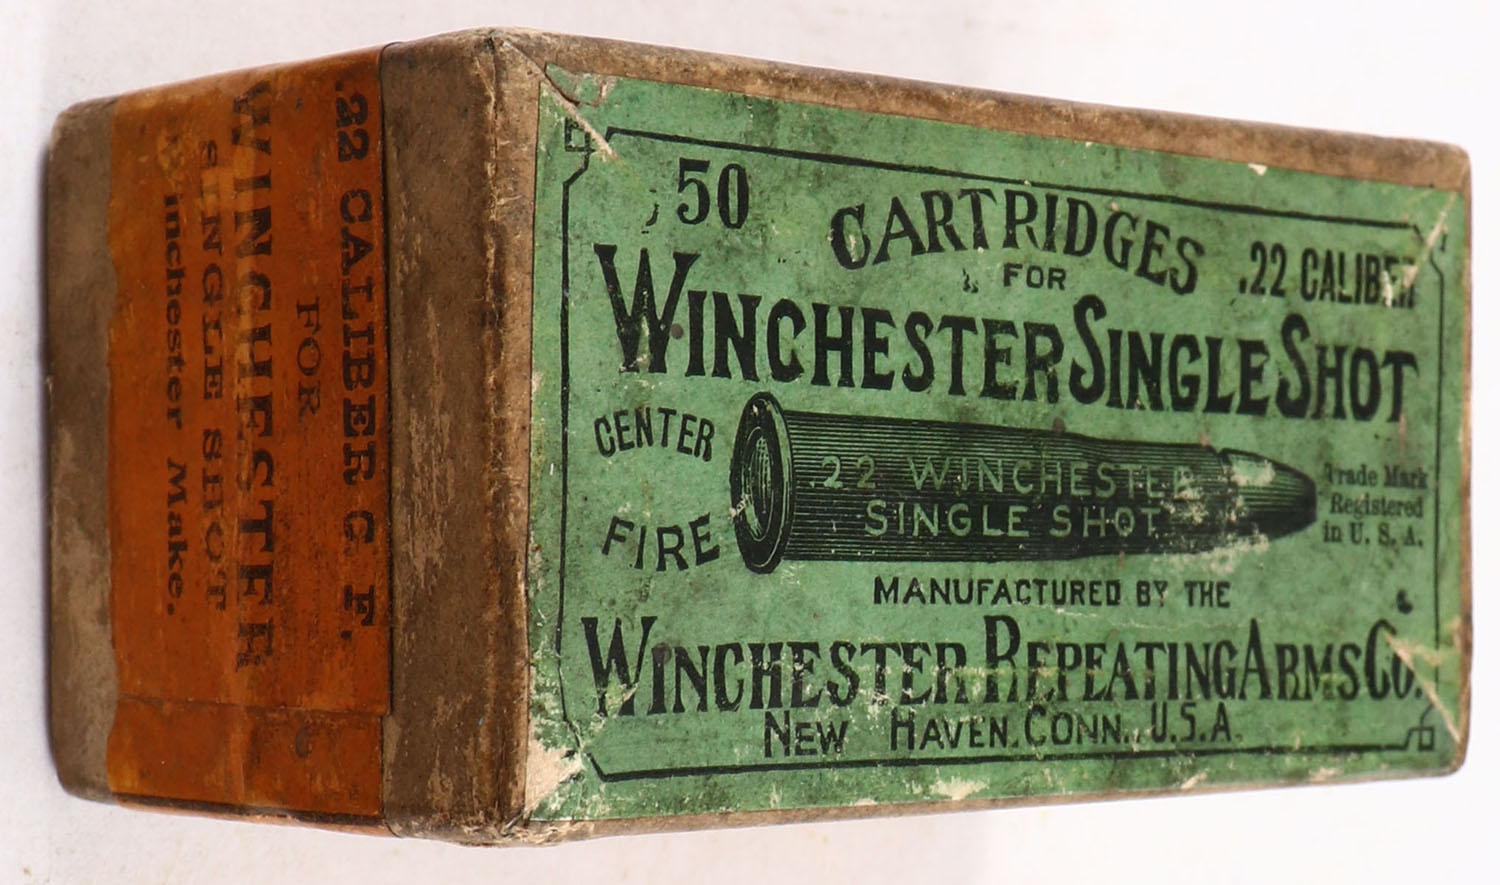 .22 CALIBER C. F.
FOR
WINCHESTER
SINGLE SHOT
Winchester Make.
50
CARTRIDGES
.22 CALIBER
FOR
WINCHESTER SINGLE SHOT
CENTER
FIRE
.22 WINCHESTER
SINGLE SHOT
Trade Mark
Registered
in U. S. A.
MANUFACTURED BY THE
WINCHESTER REPEATING ARMS CO.
NEW HAVEN, CONN., U.S.A.